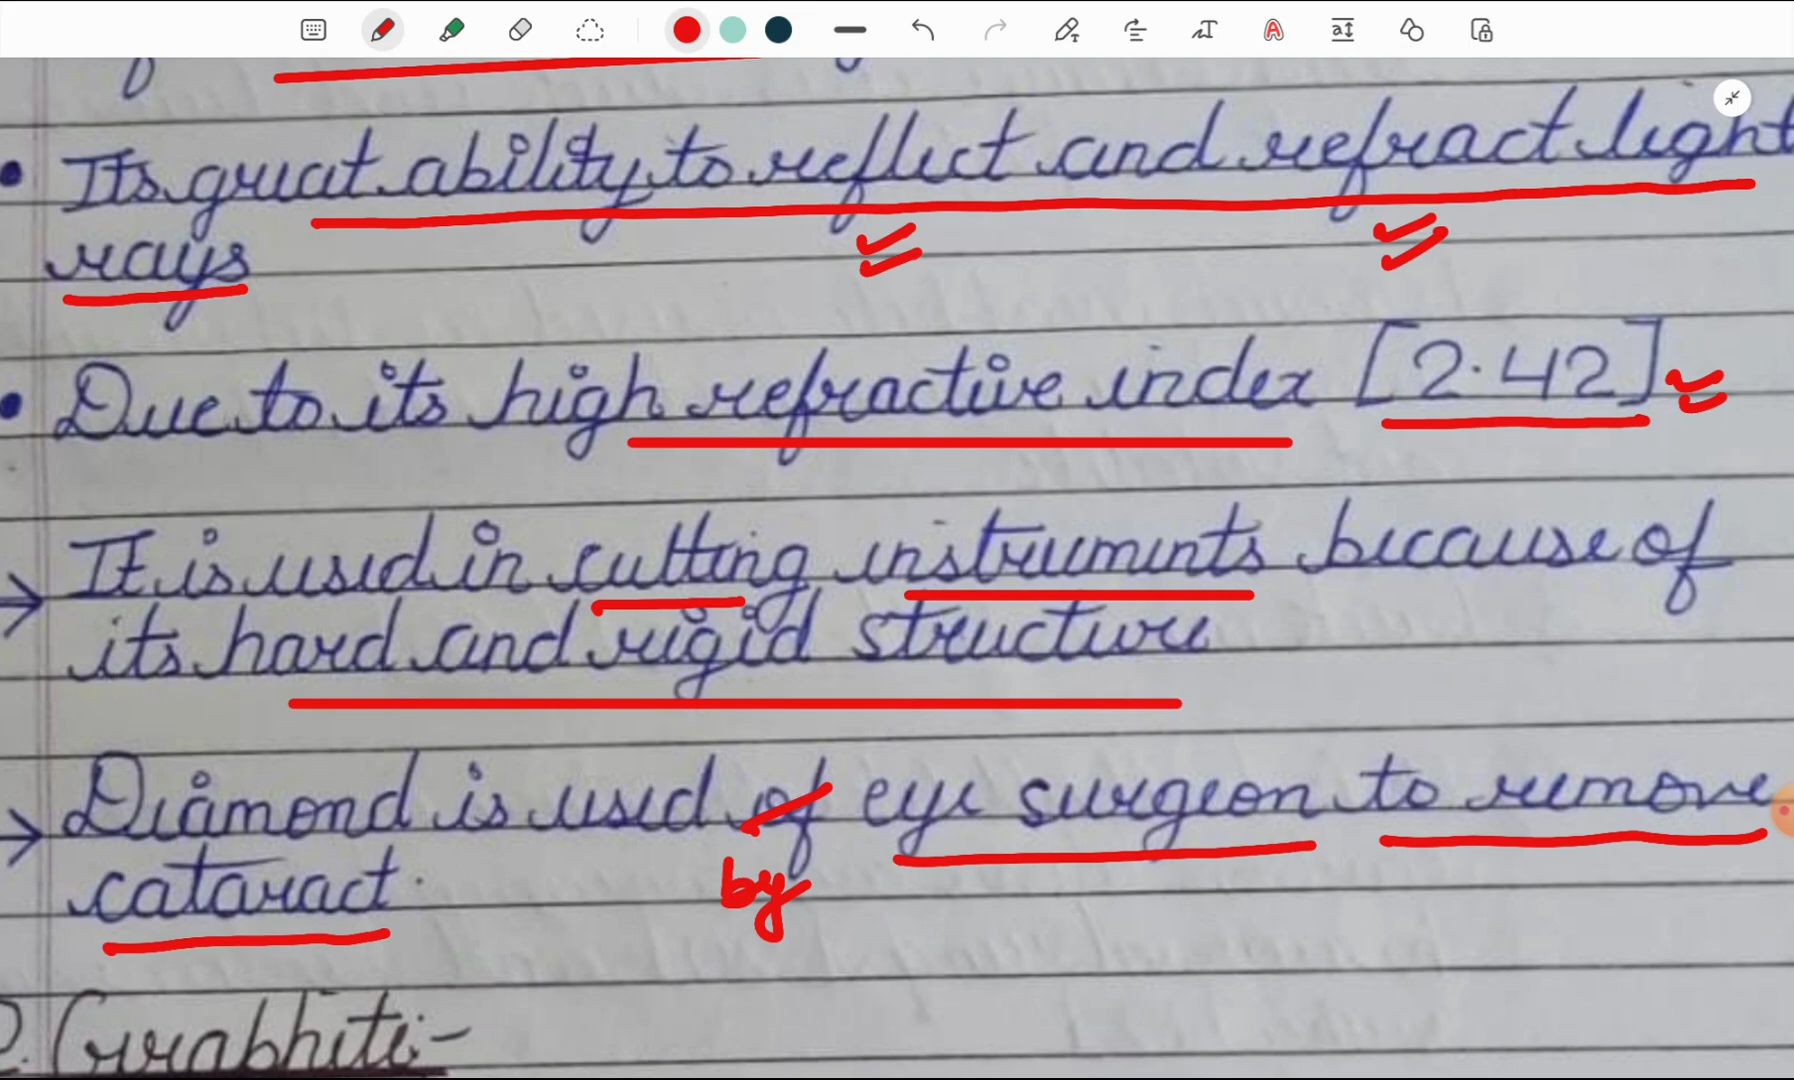 • Its great ability to reflect and refract light
rays
• Due to its high refractive index [2.42]
→ It is used in cutting instruments because of
its hard and rigid structure
→ Diamond is used of eye surgeon to remove
by
cataract.
2. Graphite:-